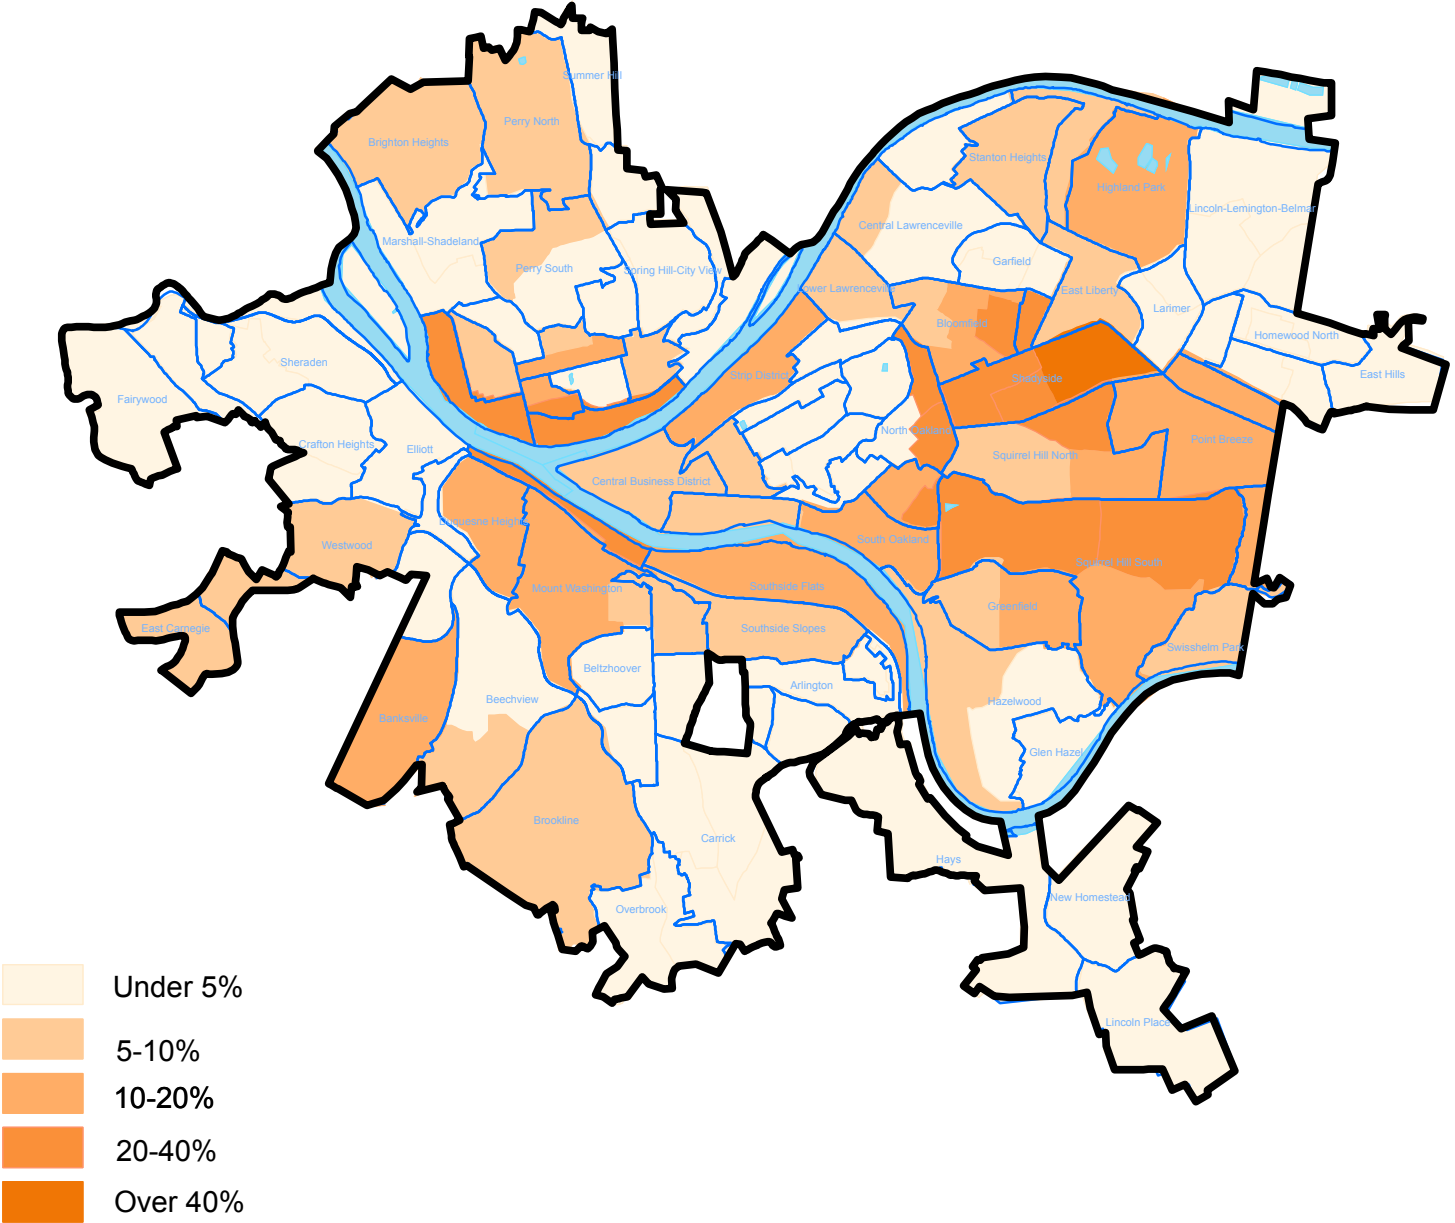 Summer Hill
Perry North
Brighton Heights
Stanton Heights
Highland Park
Lincoln-Lemington-Belmar
Central Lawrenceville
Marshall-Shadeland
Garfield
Perry South
Spring Hill-City View
Lower Lawrenceville
East Liberty
Larimer
Bloomfield
Homewood North
Sheraden
Strip District
Shadyside
East Hills
Fairywood
North Oakland
Crafton Heights
Elliott
Point Breeze
Squirrel Hill North
Central Business District
Duquesne Heights
Westwood
South Oakland
Squirrel Hill South
Mount Washington
Southside Flats
Greenfield
East Carnegie
Southside Slopes
Swisshelm Park
Beltzhoover
Arlington
Beechview
Hazelwood
Banksville
Glen Hazel
Brookline
Carrick
Hays
New Homestead
Overbrook
Lincoln Place
Under 5%
5-10%
10-20%
20-40%
Over 40%